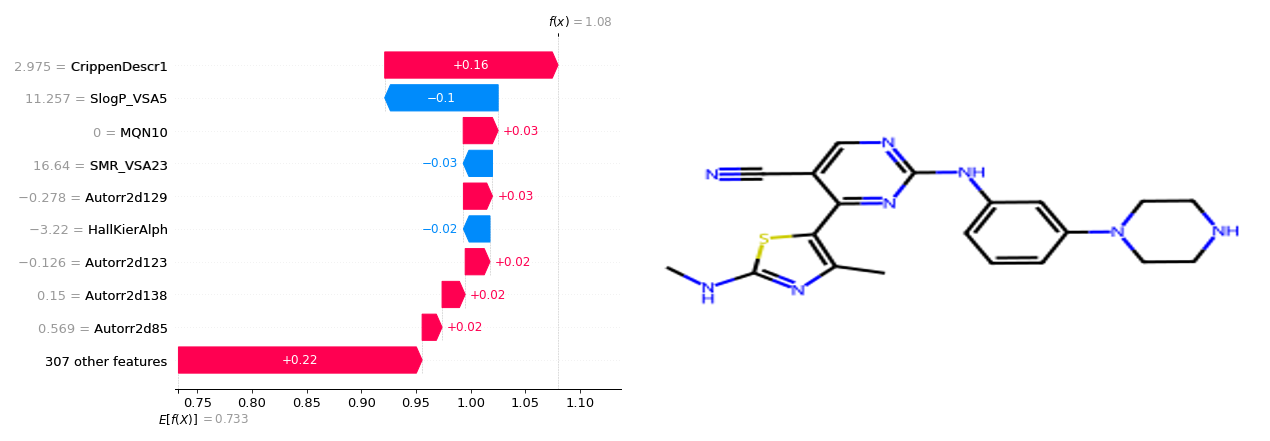 f(x) = 1.08
2.975 = CrippenDescr1 +0.16
11.257 = SlogP_VSA5 −0.1
0 = MQN10 +0.03
16.64 = SMR_VSA23 −0.03
−0.278 = Autorr2d129 +0.03
−3.22 = HallKierAlph −0.02
−0.126 = Autorr2d123 +0.02
0.15 = Autorr2d138 +0.02
0.569 = Autorr2d85 +0.02
307 other features +0.22
0.75 0.80 0.85 0.90 0.95 1.00 1.05 1.10
E[f(X)] = 0.733
N
N NH
N
N NH
S
N
H
N